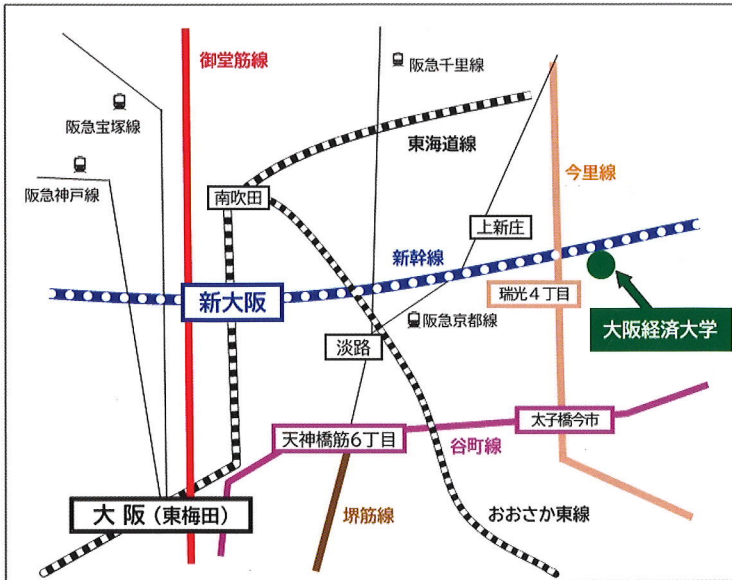 御堂筋線
阪急千里線
阪急宝塚線
東海道線
阪急神戸線
今里線
南吹田
上新庄
新幹線
新大阪
瑞光4丁目
大阪経済大学
阪急京都線
淡路
太子橋今市
天神橋筋6丁目
谷町線
大阪（東梅田）
堺筋線
おおさか東線